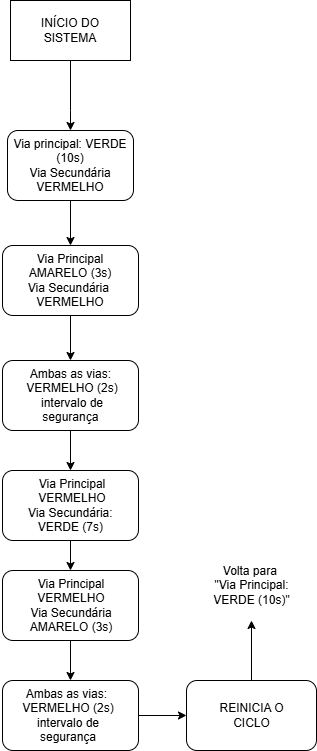 INÍCIO DO
SISTEMA
Via principal: VERDE
(10s)
Via Secundária
VERMELHO
Via Principal
AMARELO (3s)
Via Secundária
VERMELHO
Ambas as vias:
VERMELHO (2s)
intervalo de
segurança
Via Principal
VERMELHO
Via Secundária:
VERDE (7s)
Via Principal
VERMELHO
Via Secundária
AMARELO (3s)
Ambas as vias:
VERMELHO (2s)
intervalo de
segurança
REINICIA O
CICLO
Volta para
"Via Principal:
VERDE (10s)"